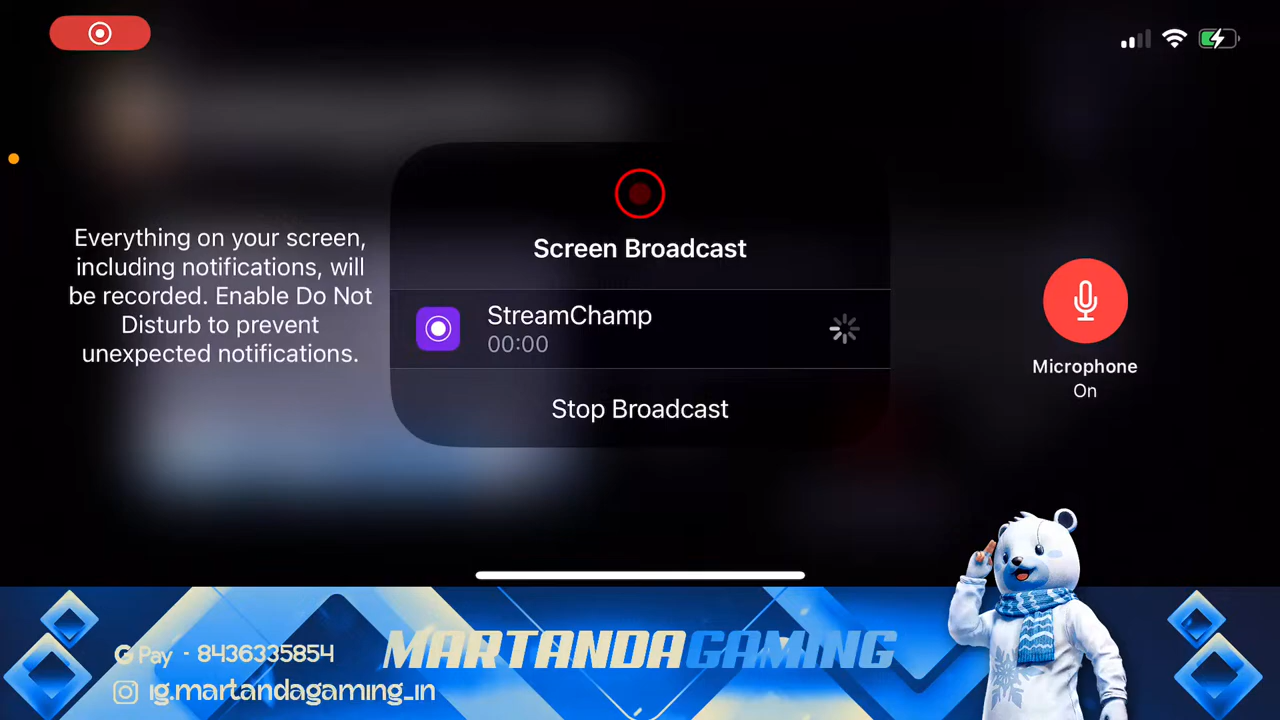 Everything on your screen,
including notifications, will
be recorded. Enable Do Not
Disturb to prevent
unexpected notifications.
Screen Broadcast
StreamChamp
00:00
Stop Broadcast
Microphone
On
G Pay - 8436335854
ig.martandagaming_in
MARTANDAGAMING